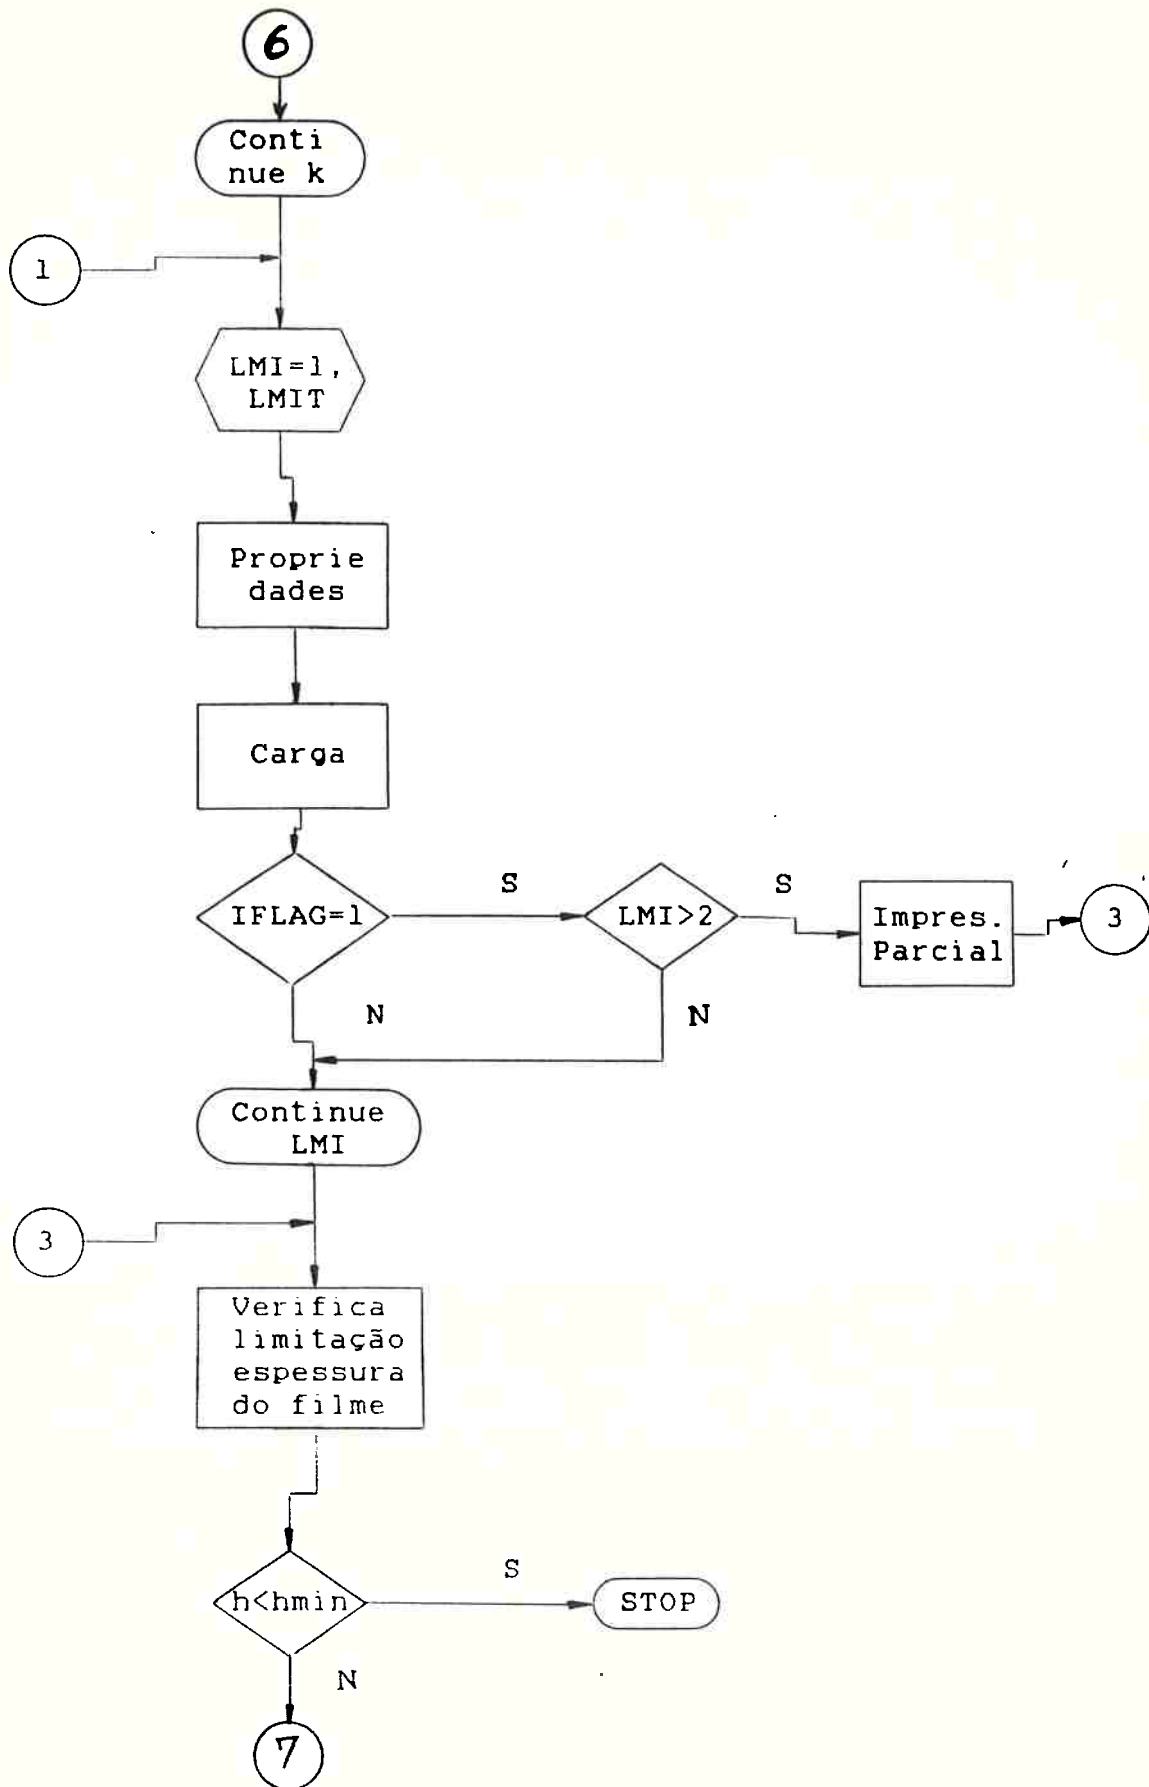 6
Conti
nue k
1
LMI=1,
LMIT
Proprie
dades
Carga
IFLAG=1
S
LMI>2
S
Impres.
Parcial
3
N
N
Continue
LMI
3
Verifica
limitação
espessura
do filme
h<hmin
S
STOP
N
7